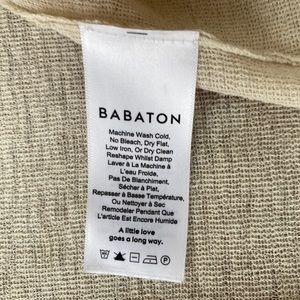 BABATON
Machine Wash Cold,
No Bleach, Dry Flat,
Low Iron, Or Dry Clean
Reshape Whilst Damp
Laver À La Machine À
L'eau Froide,
Pas De Blanchiment,
Sécher À Plat,
Repasser À Basse Température,
Ou Nettoyer À Sec
Remodeler Pendant Que
L'article Est Encore Humide
A little love
goes a long way.